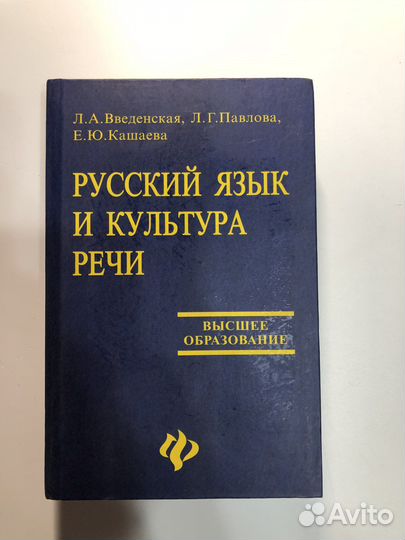 Л.А.Введенская, Л.Г.Павлова,
Е.Ю.Кашаева
РУССКИЙ ЯЗЫК
И КУЛЬТУРА
РЕЧИ
ВЫСШЕЕ
ОБРАЗОВАНИЕ
Avito